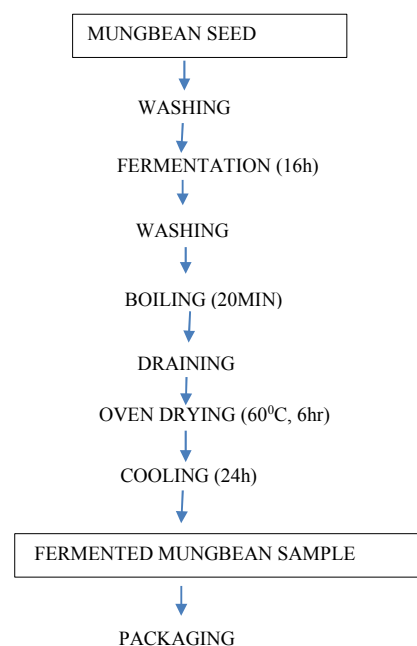 MUNGBEAN SEED
WASHING
FERMENTATION (16h)
WASHING
BOILING (20MIN)
DRAINING
OVEN DRYING (60⁰C, 6hr)
COOLING (24h)
FERMENTED MUNGBEAN SAMPLE
PACKAGING